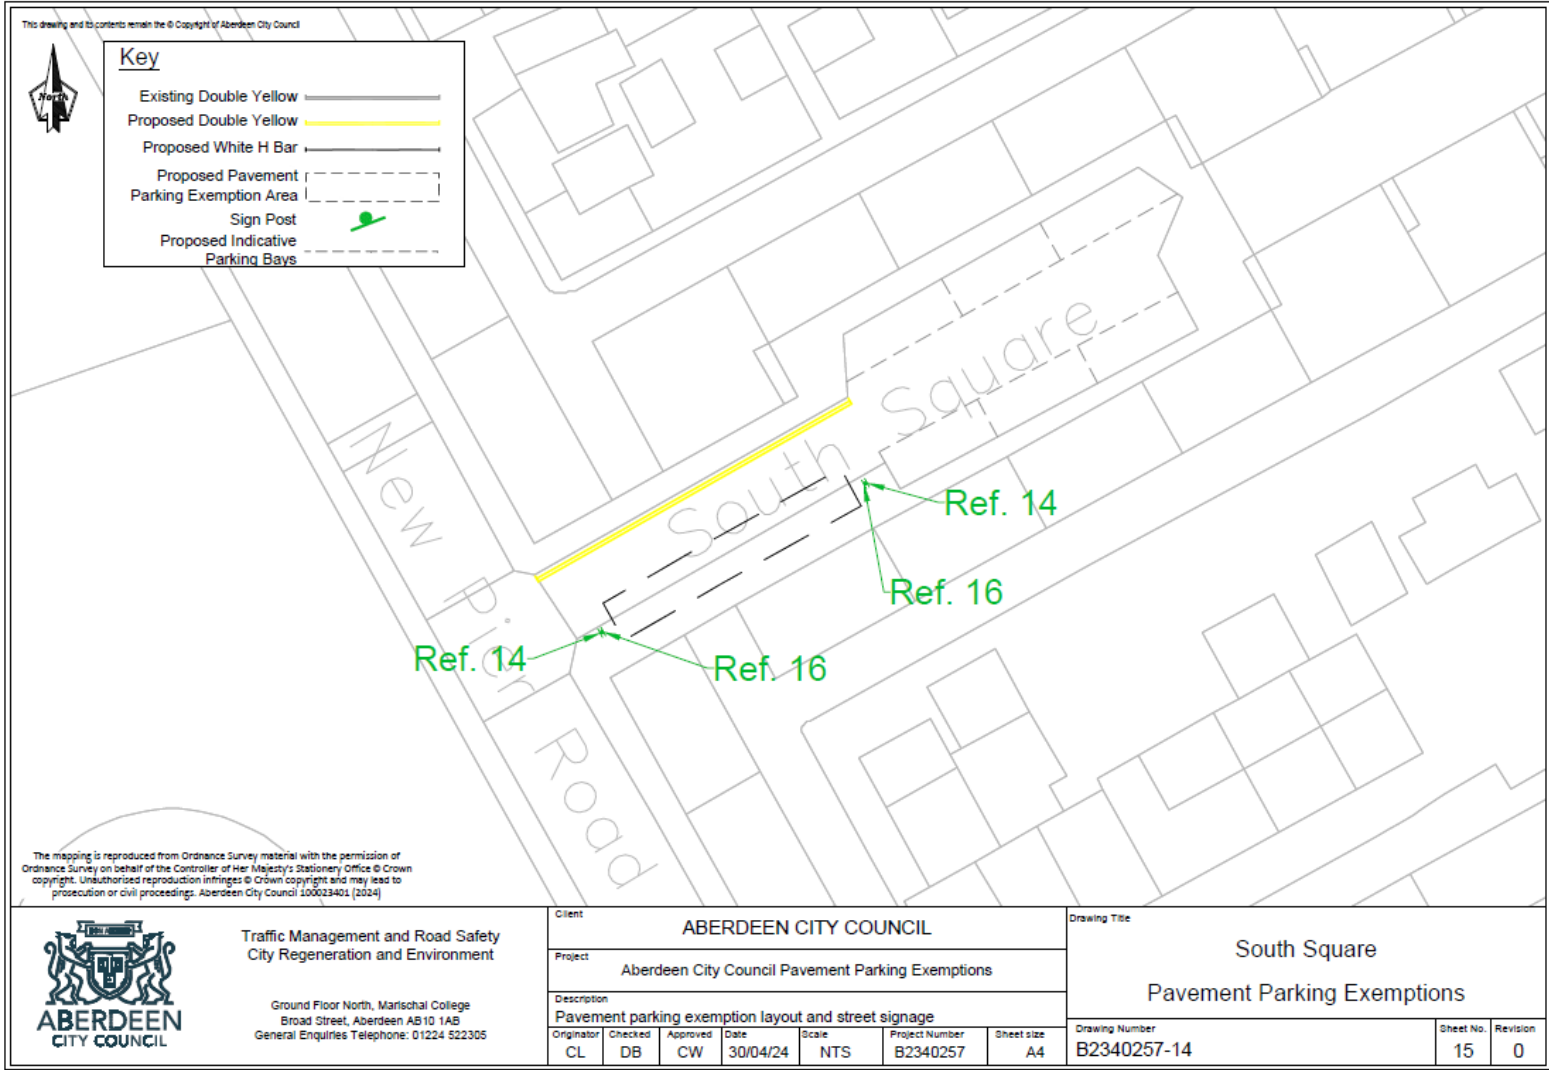 This drawing and its contents remain the © Copyright of Aberdeen City Council
North
Key
Existing Double Yellow
Proposed Double Yellow
Proposed White H Bar
Proposed Pavement
Parking Exemption Area
Sign Post
Proposed Indicative
Parking Bays
South Square
New Pier Road
Ref. 14
Ref. 16
Ref. 14
Ref. 16
The mapping is reproduced from Ordnance Survey material with the permission of
Ordnance Survey on behalf of the Controller of Her Majesty's Stationery Office © Crown
copyright. Unauthorised reproduction infringes © Crown copyright and may lead to
prosecution or civil proceedings. Aberdeen City Council 100023401 (2024)
ABERDEEN
CITY COUNCIL
Traffic Management and Road Safety
City Regeneration and Environment
Ground Floor North, Marischal College
Broad Street, Aberdeen AB10 1AB
General Enquiries Telephone: 01224 522305
Client
ABERDEEN CITY COUNCIL
Project
Aberdeen City Council Pavement Parking Exemptions
Description
Pavement parking exemption layout and street signage
Originator Checked Approved Date Scale Project Number Sheet size
CL DB CW 30/04/24 NTS B2340257 A4
Drawing Title
South Square
Pavement Parking Exemptions
Drawing Number Sheet No. Revision
B2340257-14 15 0